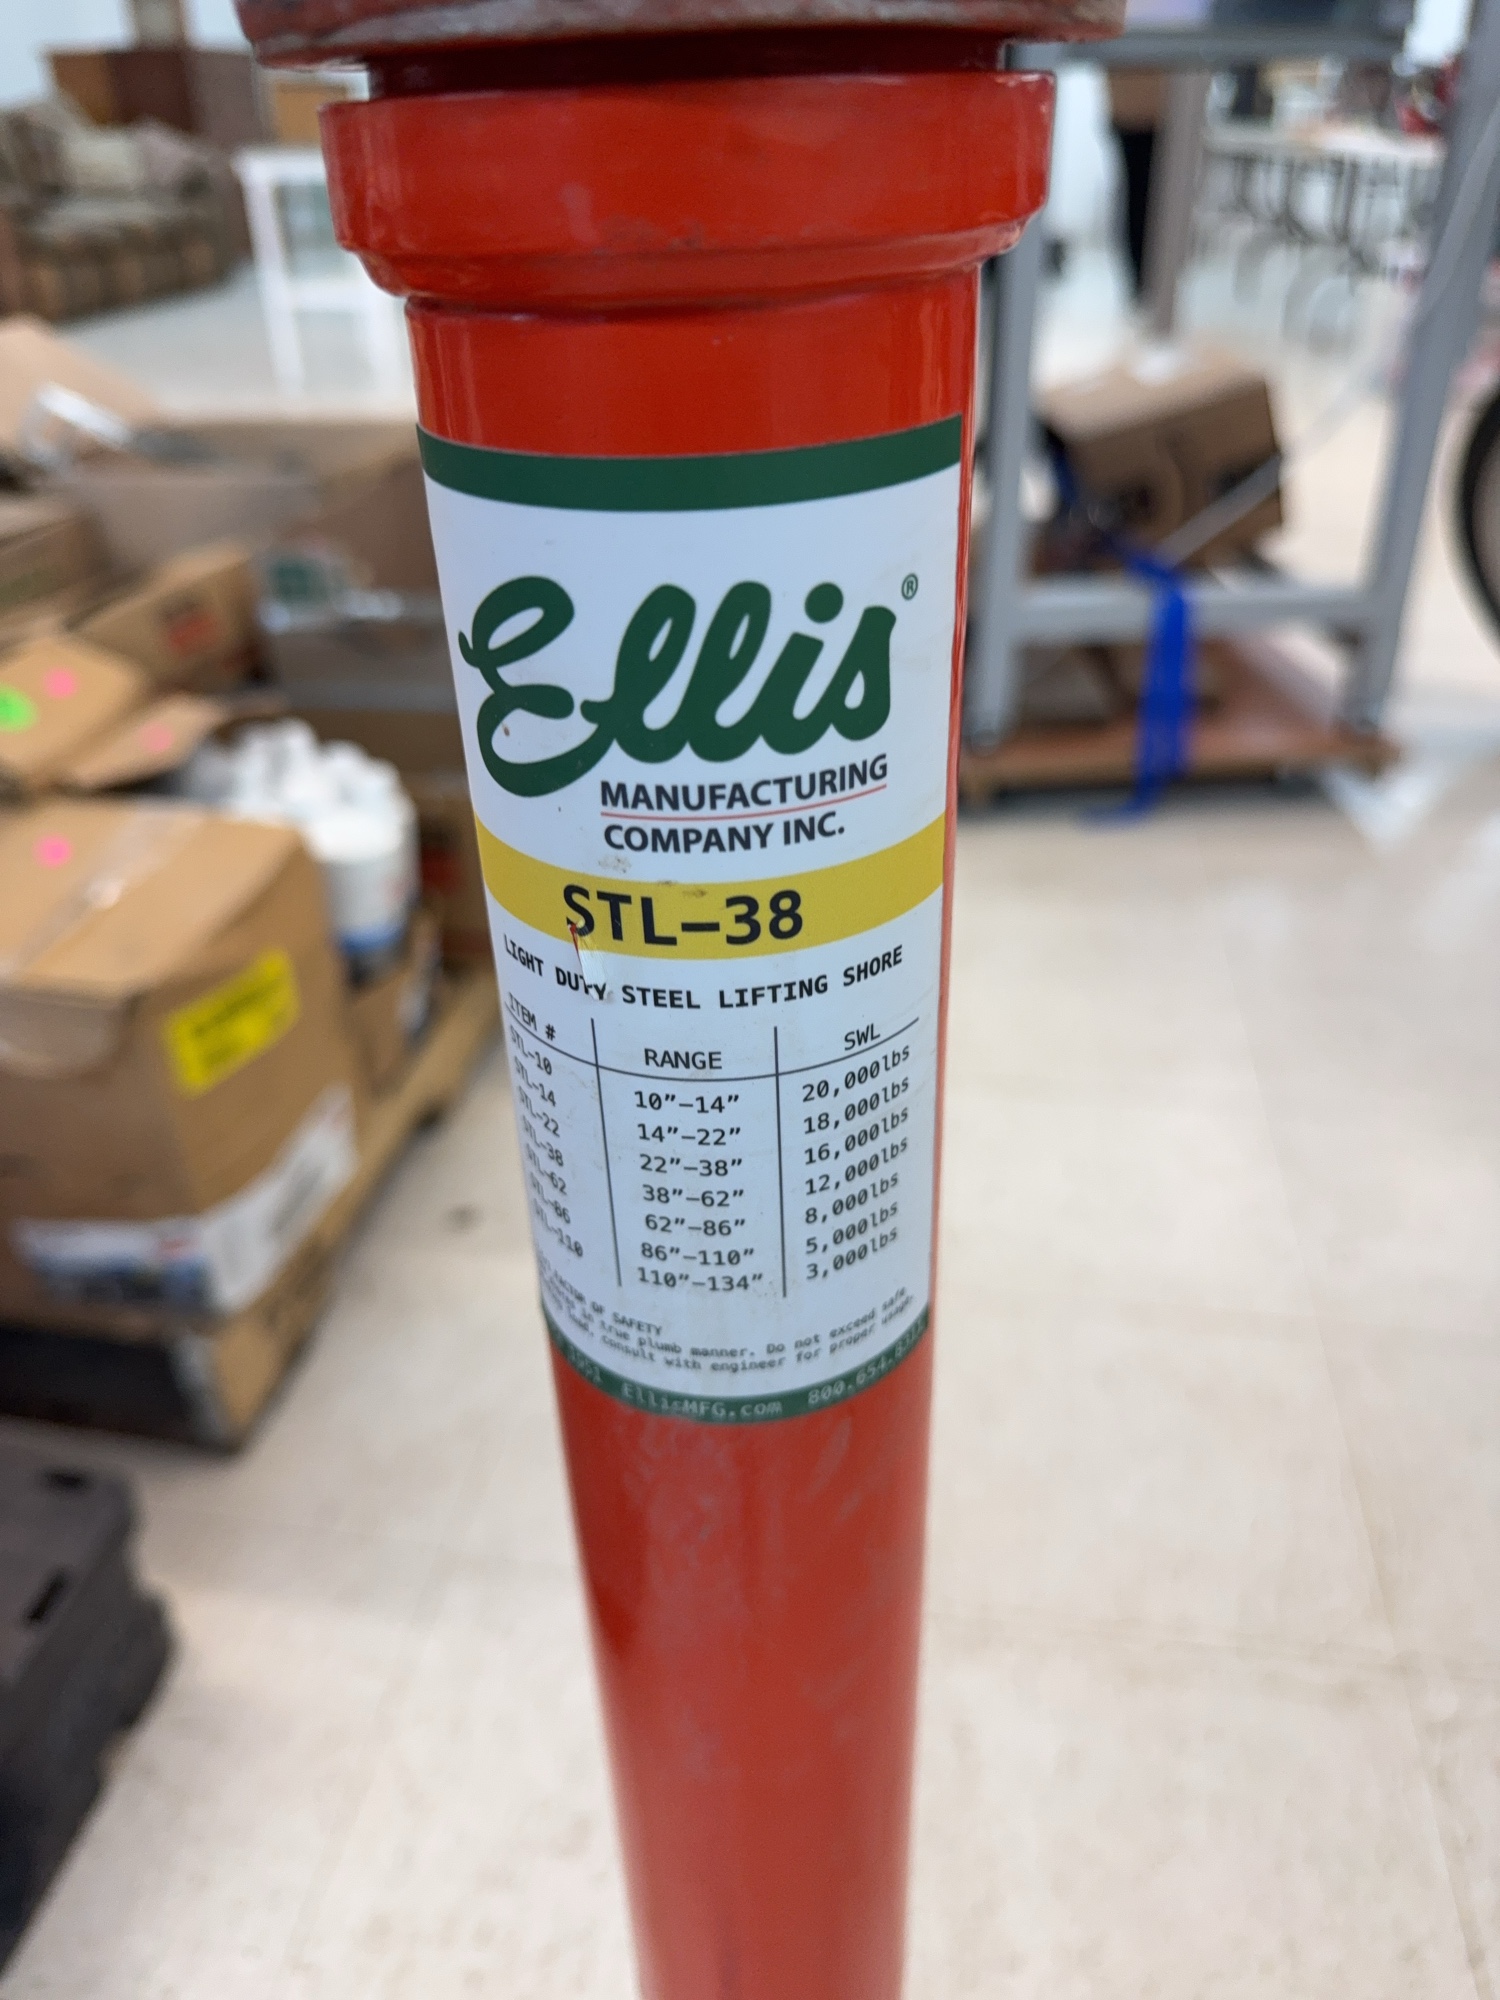 Ellis®
MANUFACTURING
COMPANY INC.
STL-38
LIGHT DUTY STEEL LIFTING SHORE
ITEM # RANGE SWL
STL-10 10"-14" 20,000lbs
STL-14 14"-22" 18,000lbs
STL-22 22"-38" 16,000lbs
STL-38 38"-62" 12,000lbs
STL-62 62"-86" 8,000lbs
STL-86 86"-110" 5,000lbs
STL-110 110"-134" 3,000lbs
FACTOR OF SAFETY
in true plumb manner. Do not exceed safe
load, consult with engineer for proper usage.
EllisMFG.com 800.654.